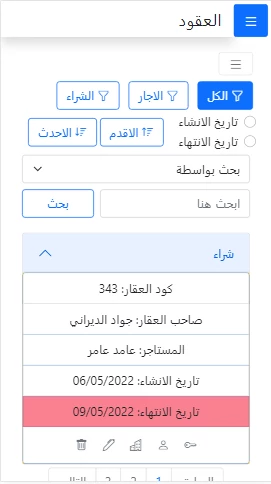 العقود
الكل الاجار الشراء
تاريخ الانشاء
تاريخ الانتهاء
الاقدم الاحدث
بحث بواسطة
ابحث هنا بحث
شراء
كود العقار: 343
صاحب العقار: جواد الديراني
المستاجر: عامد عامر
تاريخ الانشاء: 06/05/2022
تاريخ الانتهاء: 09/05/2022
1 2 3